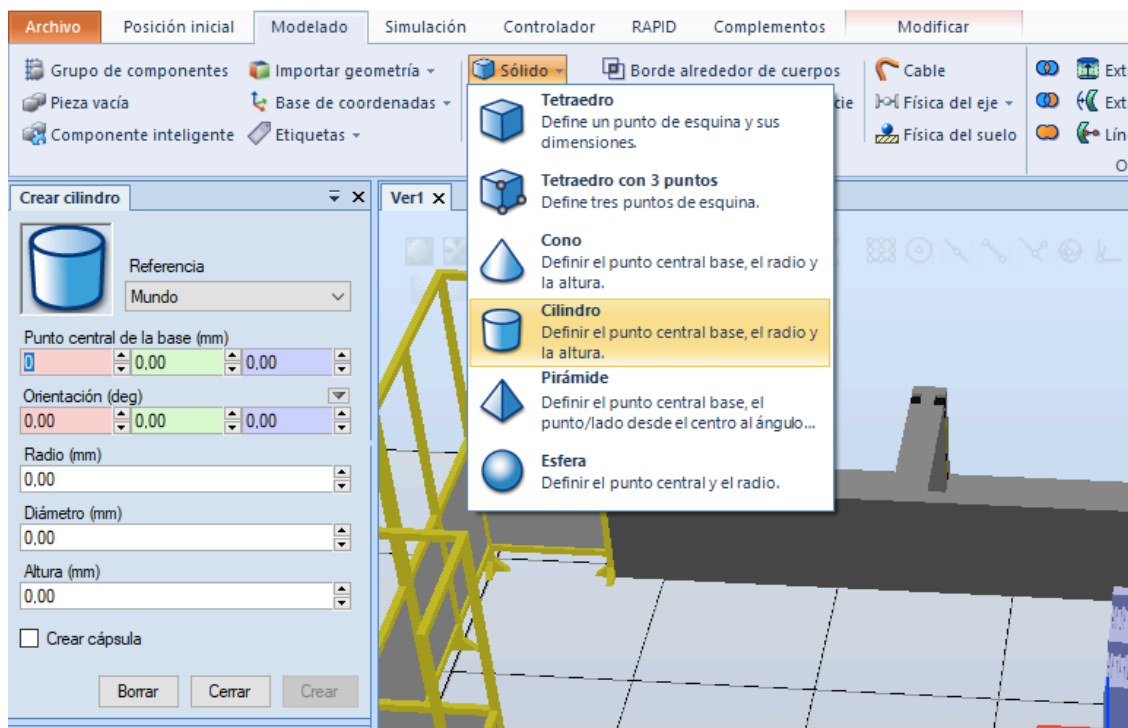 Archivo Posición inicial Modelado Simulación Controlador RAPID Complementos Modificar
Grupo de componentes Importar geometría Sólido Borde alrededor de cuerpos Cable Ext
Pieza vacía Base de coordenadas cie Física del eje Ext
Componente inteligente Etiquetas Física del suelo Lín
O
Crear cilindro
Referencia
Mundo
Punto central de la base (mm)
0 0,00 0,00
Orientación (deg)
0,00 0,00 0,00
Radio (mm)
0,00
Diámetro (mm)
0,00
Altura (mm)
0,00
Crear cápsula
Borrar Cerrar Crear
Ver1
Tetraedro
Define un punto de esquina y sus
dimensiones.
Tetraedro con 3 puntos
Define tres puntos de esquina.
Cono
Definir el punto central base, el radio y
la altura.
Cilindro
Definir el punto central base, el radio y
la altura.
Pirámide
Definir el punto central base, el
punto/lado desde el centro al ángulo...
Esfera
Definir el punto central y el radio.